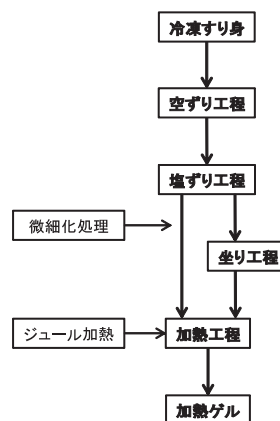 冷凍すり身
空ずり工程
塩ずり工程
微細化処理
坐り工程
ジュール加熱
加熱工程
加熱ゲル